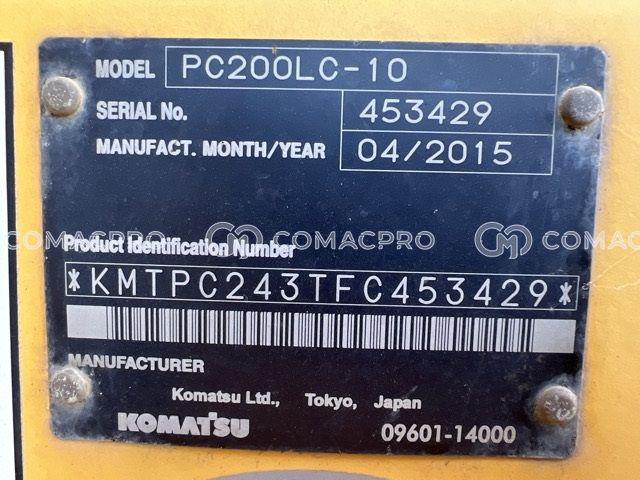 MODEL PC200LC-10
SERIAL No. 453429
MANUFACT. MONTH/YEAR 04/2015
COMACPRO COMACPRO
Product Identification Number
*KMTPC243TFC453429*
MANUFACTURER
Komatsu Ltd., Tokyo, Japan
KOMATSU 09601-14000